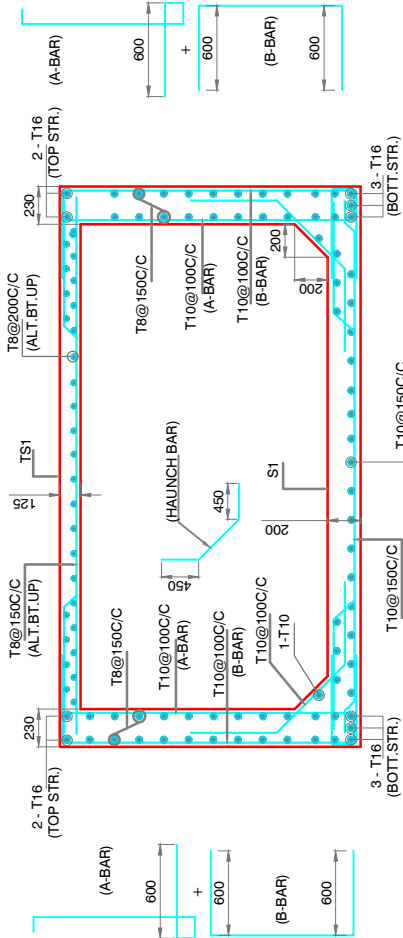 (A-BAR)
600
+
600
(B-BAR)
600
2 - T16
(TOP STR.)
230
3 - T16
(BOTT.STR.)
T8@200C/C
(ALT.BT.UP)
T8@150C/C
T10@100C/C
(A-BAR)
T10@100C/C
(B-BAR)
200
200
TS1
125
(HAUNCH BAR)
450
450
S1
200
T10@150C/C
T8@150C/C
(ALT.BT.UP)
T8@150C/C
T10@100C/C
(A-BAR)
T10@100C/C
(B-BAR)
T10@100C/C
1-T10
T10@150C/C
230
2 - T16
(TOP STR.)
3 - T16
(BOTT.STR.)
(A-BAR)
600
+
600
(B-BAR)
600